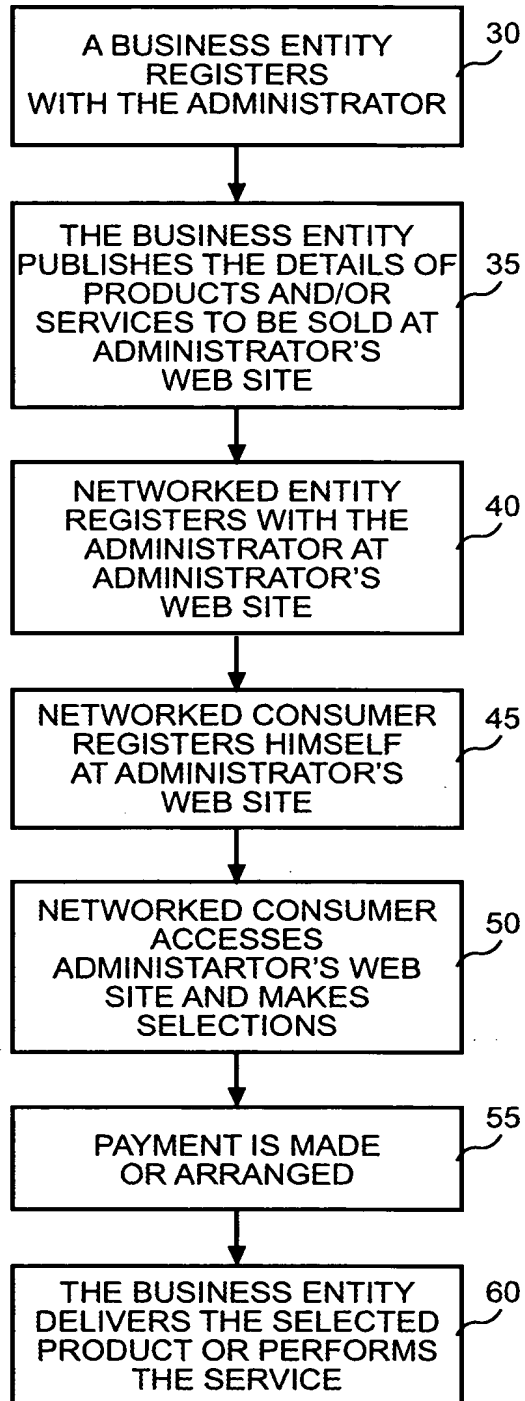 A BUSINESS ENTITY
REGISTERS
WITH THE ADMINISTRATOR
30
THE BUSINESS ENTITY
PUBLISHES THE DETAILS OF
PRODUCTS AND/OR
SERVICES TO BE SOLD AT
ADMINISTRATOR'S
WEB SITE
35
NETWORKED ENTITY
REGISTERS WITH THE
ADMINISTRATOR AT
ADMINISTRATOR'S
WEB SITE
40
NETWORKED CONSUMER
REGISTERS HIMSELF
AT ADMINISTRATOR'S
WEB SITE
45
NETWORKED CONSUMER
ACCESSES
ADMINISTARTOR'S WEB
SITE AND MAKES
SELECTIONS
50
PAYMENT IS MADE
OR ARRANGED
55
THE BUSINESS ENTITY
DELIVERS THE SELECTED
PRODUCT OR PERFORMS
THE SERVICE
60